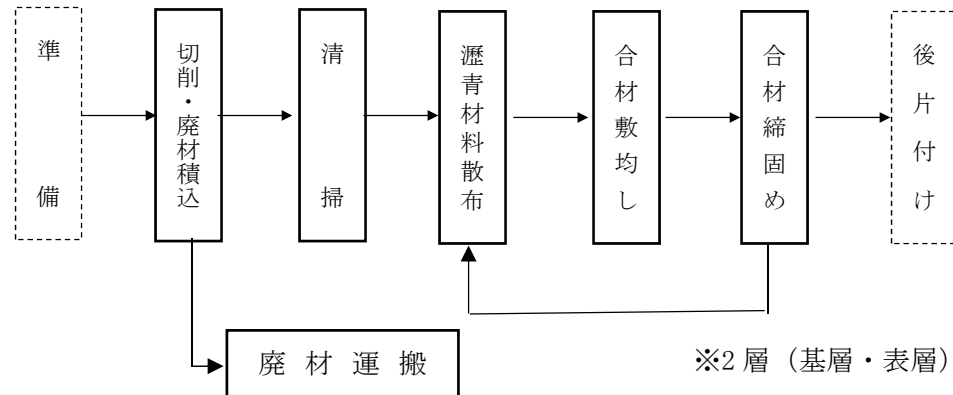 準備
切削・廃材積込
清掃
瀝青材料散布
合材敷均し
合材締固め
後片付け
廃材運搬
※2層（基層・表層）